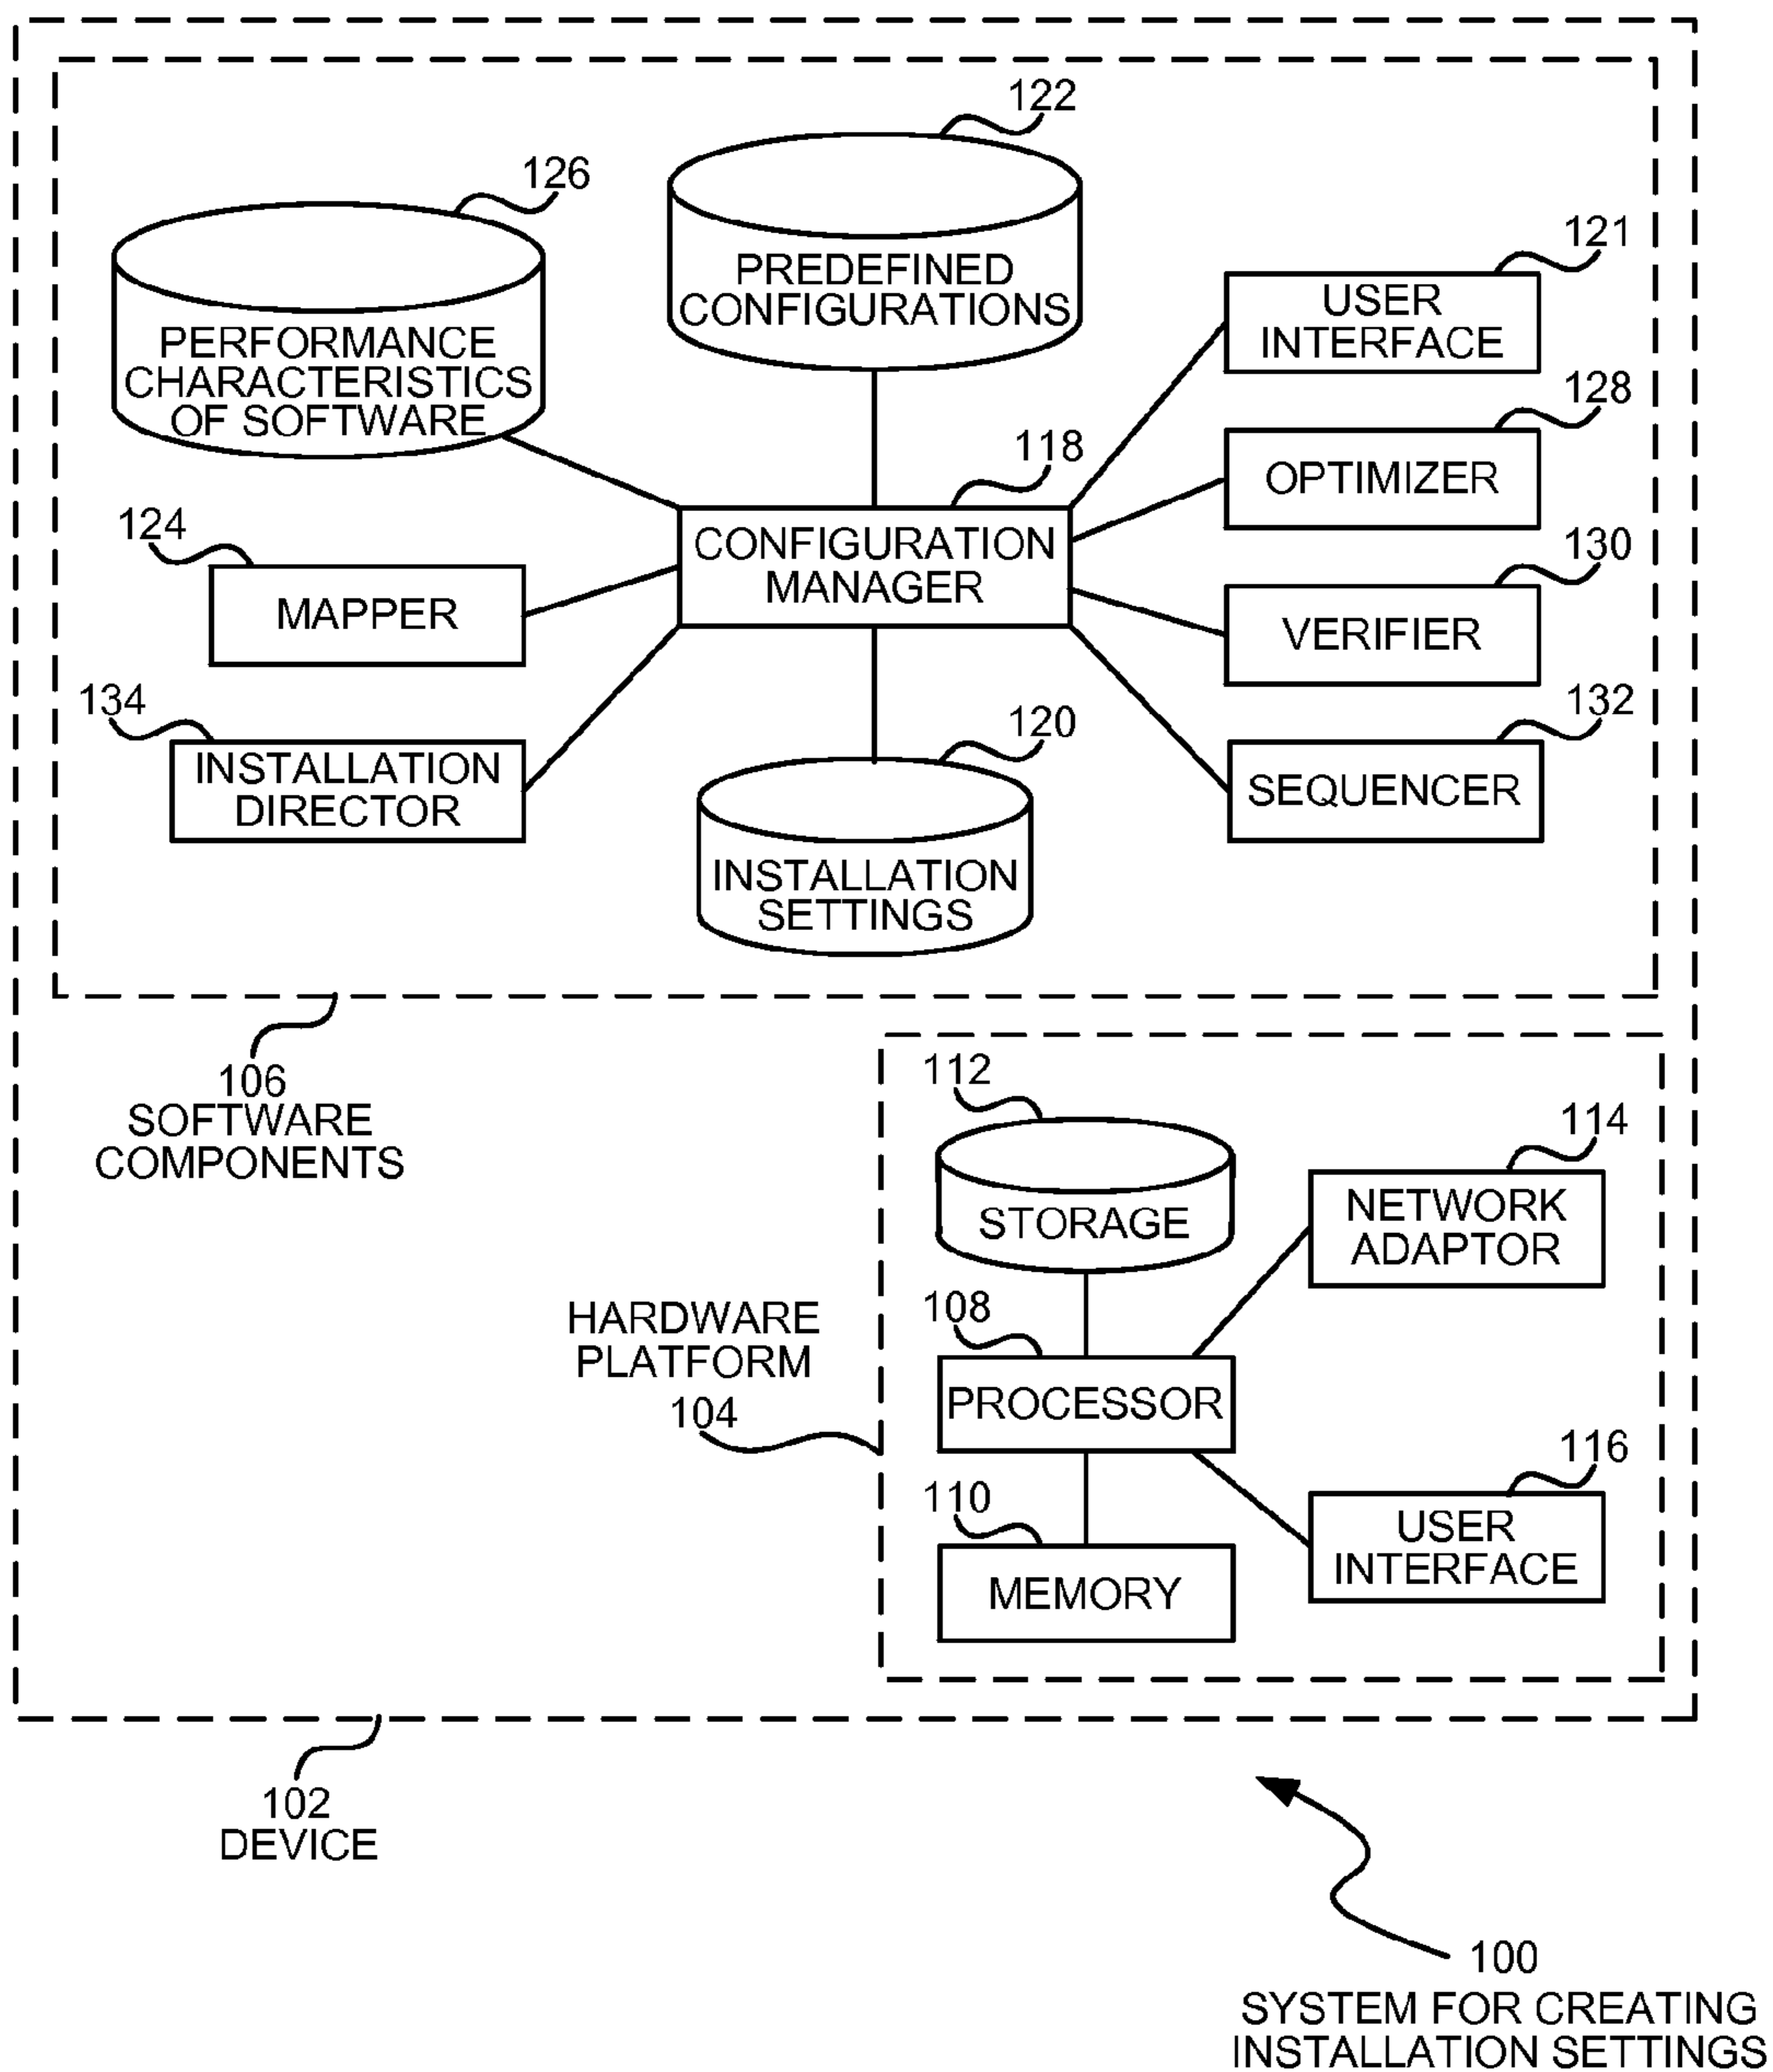 122
126
PREDEFINED
CONFIGURATIONS
121
USER
INTERFACE
PERFORMANCE
CHARACTERISTICS
OF SOFTWARE
128
OPTIMIZER
118
CONFIGURATION
MANAGER
124
MAPPER
130
VERIFIER
134
INSTALLATION
DIRECTOR
120
INSTALLATION
SETTINGS
132
SEQUENCER
106
SOFTWARE
COMPONENTS
112
STORAGE
114
NETWORK
ADAPTOR
HARDWARE
PLATFORM
104
108
PROCESSOR
116
USER
INTERFACE
110
MEMORY
102
DEVICE
100
SYSTEM FOR CREATING
INSTALLATION SETTINGS